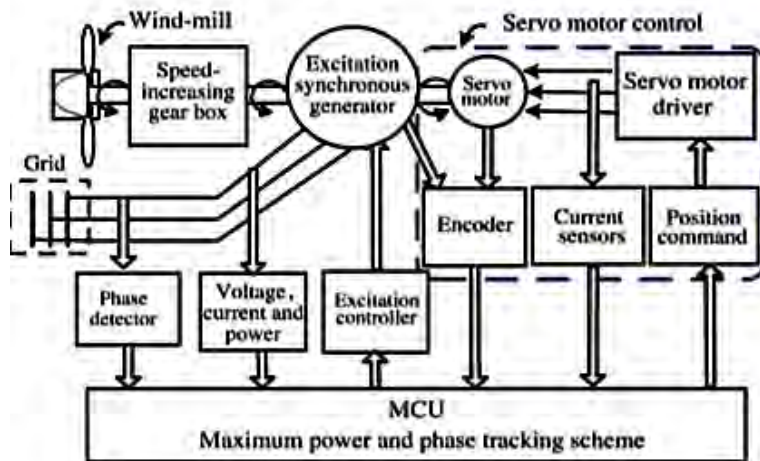 Wind-mill
Servo motor control
Speed-
increasing
gear box
Excitation
synchronous
generator
Servo
motor
Servo motor
driver
Grid
Encoder
Current
sensors
Position
command
Phase
detector
Voltage,
current and
power
Excitation
controller
MCU
Maximum power and phase tracking scheme